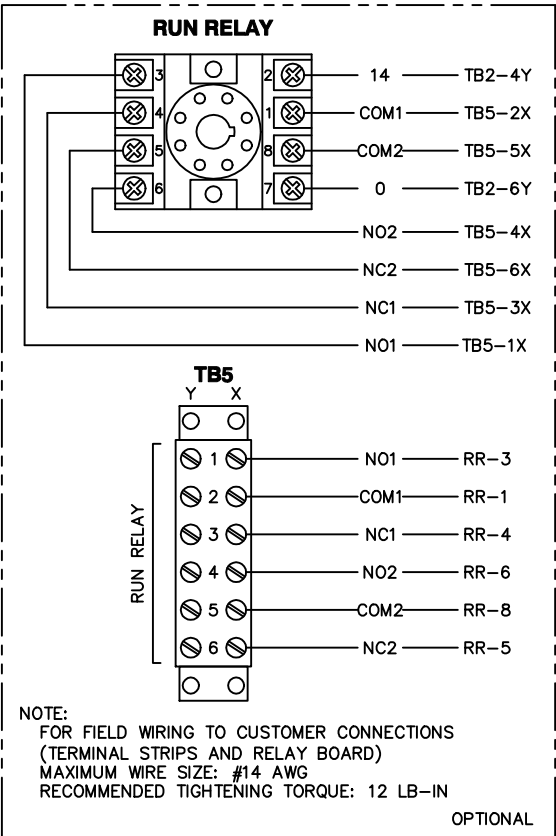 RUN RELAY
3 2 14 TB2-4Y
4 1 COM1 TB5-2X
5 8 COM2 TB5-5X
6 7 0 TB2-6Y
NO2 TB5-4X
NC2 TB5-6X
NC1 TB5-3X
NO1 TB5-1X
TB5
Y X
RUN RELAY
1 NO1 RR-3
2 COM1 RR-1
3 NC1 RR-4
4 NO2 RR-6
5 COM2 RR-8
6 NC2 RR-5
NOTE:
FOR FIELD WIRING TO CUSTOMER CONNECTIONS
(TERMINAL STRIPS AND RELAY BOARD)
MAXIMUM WIRE SIZE: #14 AWG
RECOMMENDED TIGHTENING TORQUE: 12 LB-IN
OPTIONAL